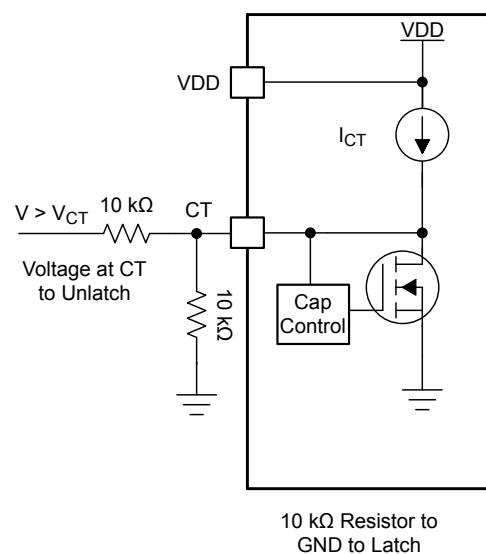 VDD
VDD
I_CT
10 kΩ
CT
V > V_CT
Voltage at CT
to Unlatch
10 kΩ
Cap
Control
10 kΩ Resistor to
GND to Latch